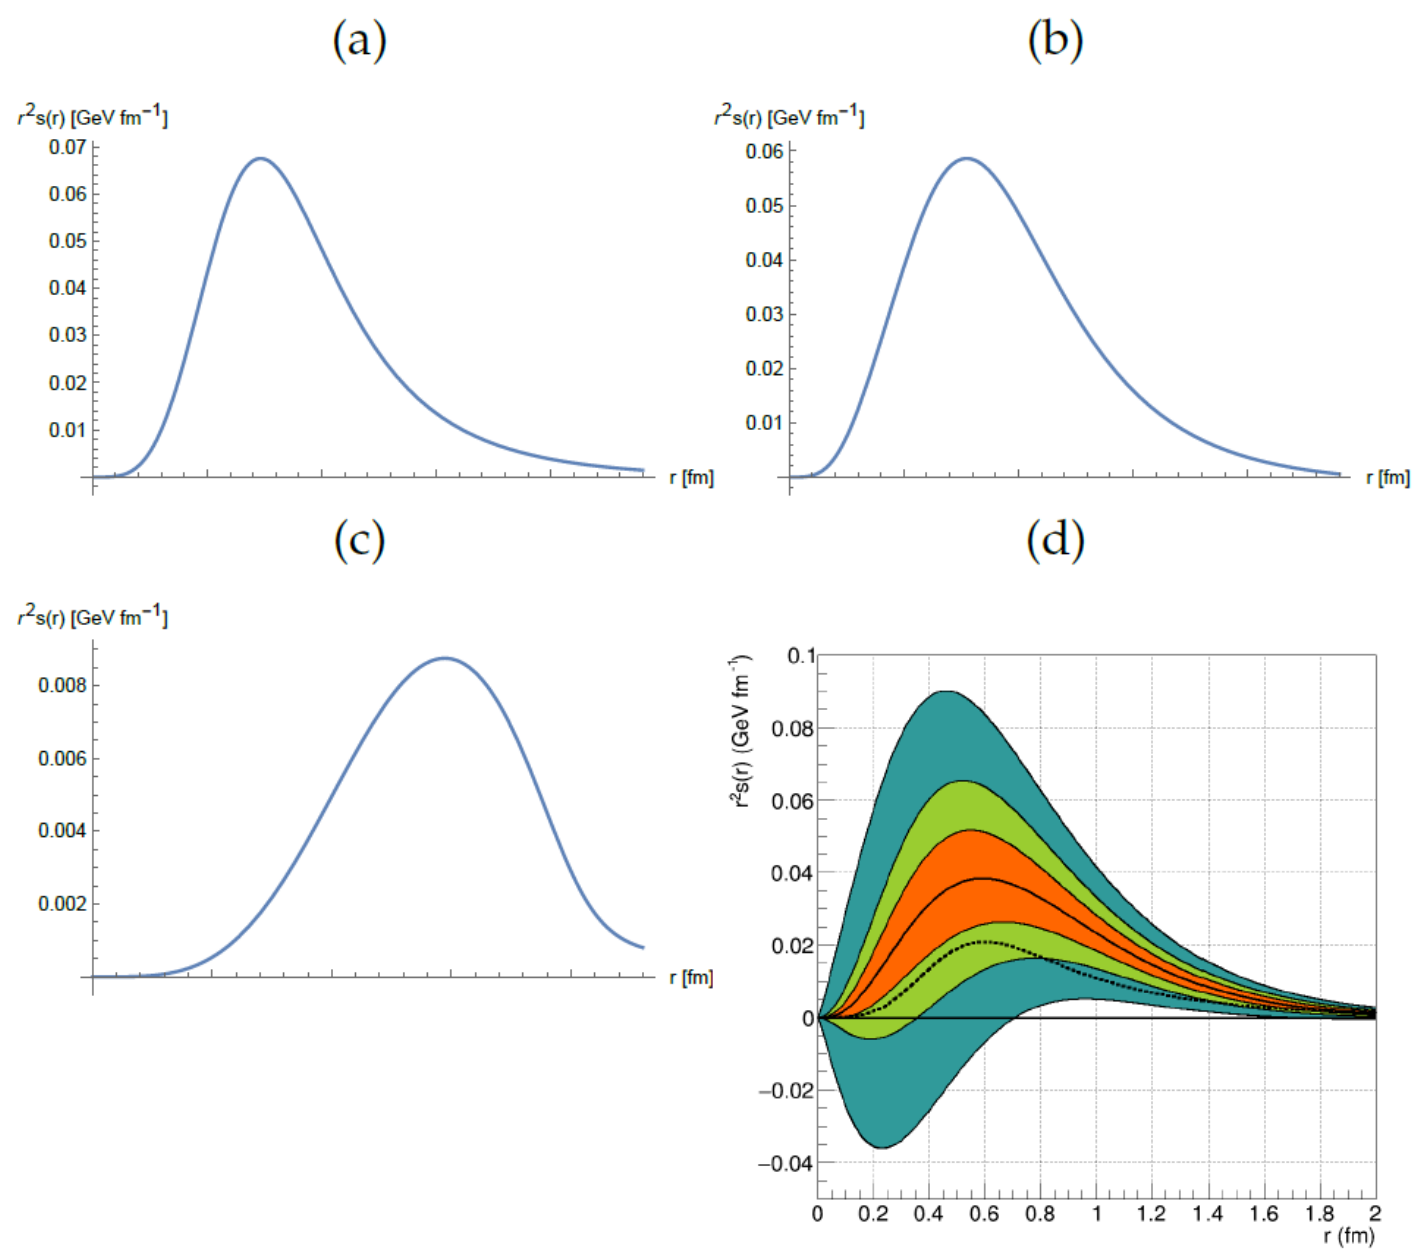 (a)
r²s(r) [GeV fm⁻¹]
0.07
0.06
0.05
0.04
0.03
0.02
0.01
r [fm]
(b)
r²s(r) [GeV fm⁻¹]
0.06
0.05
0.04
0.03
0.02
0.01
r [fm]
(c)
r²s(r) [GeV fm⁻¹]
0.008
0.006
0.004
0.002
r [fm]
(d)
r²s(r) (GeV fm⁻¹)
0.1
0.08
0.06
0.04
0.02
0
−0.02
−0.04
0 0.2 0.4 0.6 0.8 1 1.2 1.4 1.6 1.8 2
r (fm)